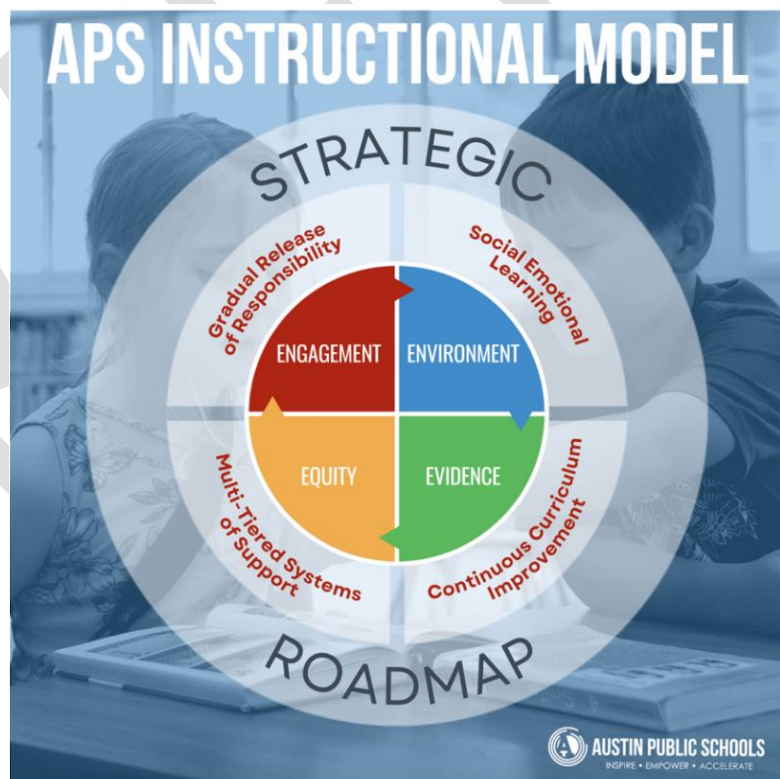 APS INSTRUCTIONAL MODEL
STRATEGIC
Gradual Release
of Responsibility
Social Emotional
Learning
ENGAGEMENT
ENVIRONMENT
EQUITY
EVIDENCE
Multi-Tiered Systems
of Support
Continuous Curriculum
Improvement
ROADMAP
AUSTIN PUBLIC SCHOOLS
INSPIRE • EMPOWER • ACCELERATE